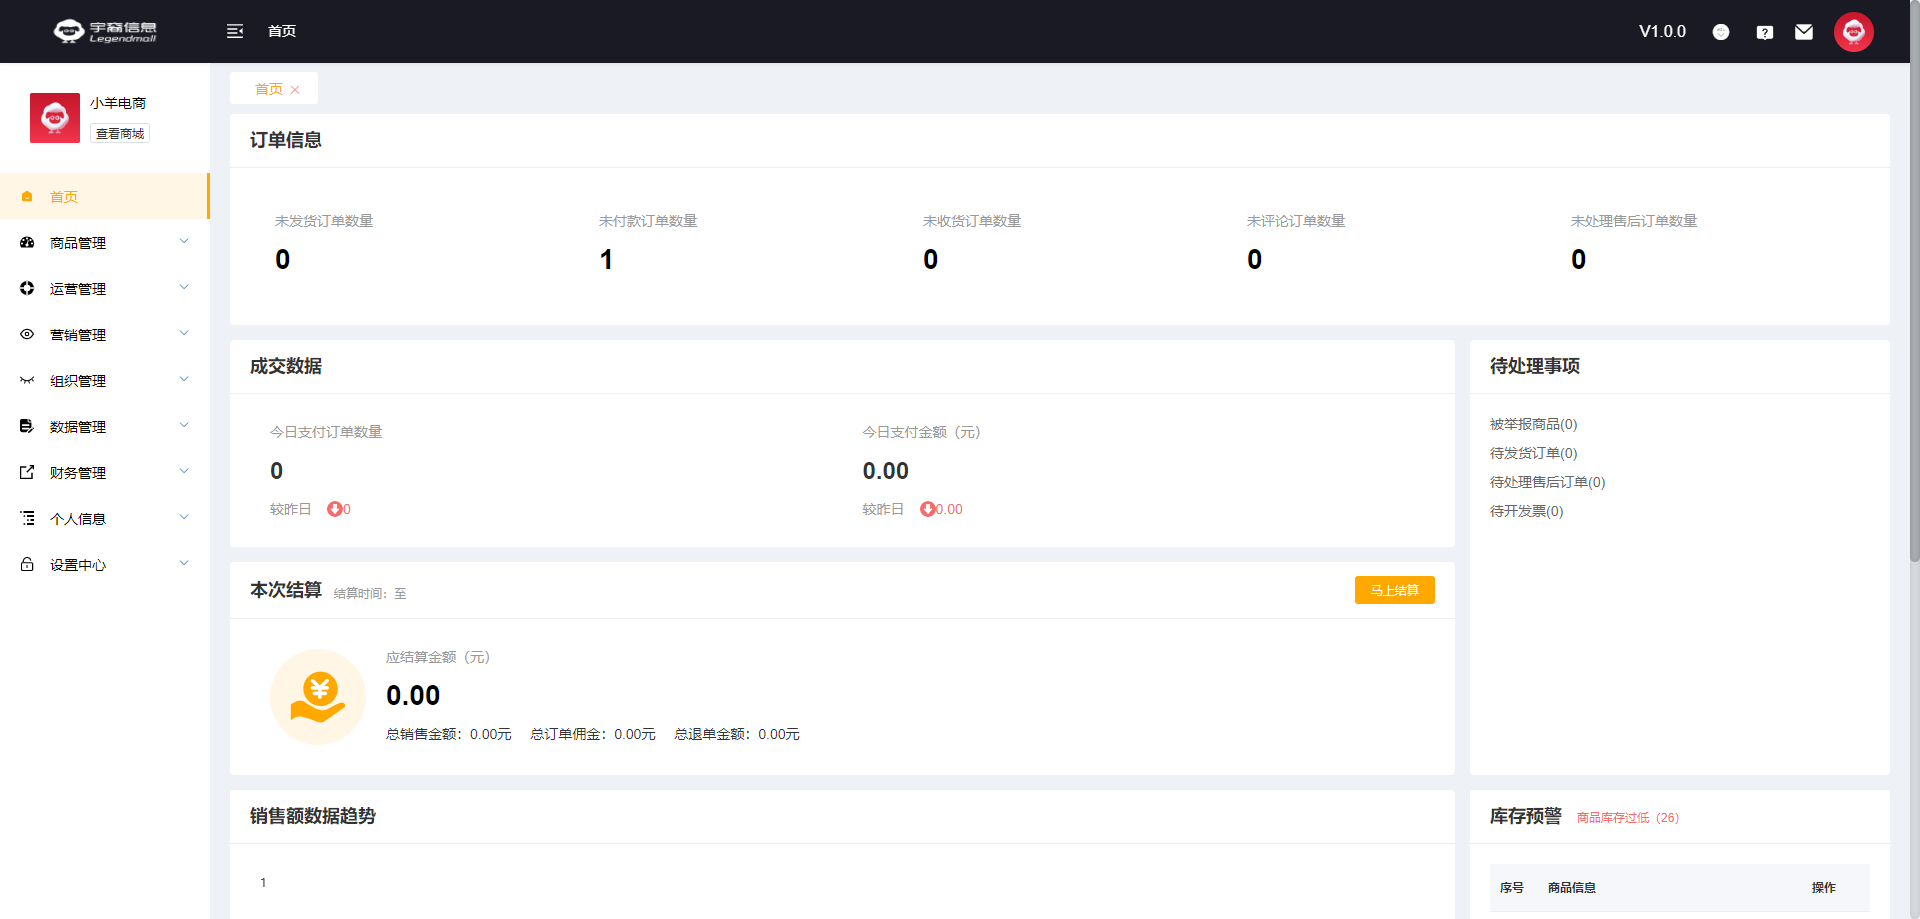 宇裔信息
Legendmall
首页
V1.0.0
小羊电商
查看商城
首页
商品管理
运营管理
营销管理
组织管理
数据管理
财务管理
个人信息
设置中心
首页
订单信息
未发货订单数量
0
未付款订单数量
1
未收货订单数量
0
未评论订单数量
0
未处理售后订单数量
0
成交数据
今日支付订单数量
0
较昨日 0
今日支付金额（元）
0.00
较昨日 0.00
待处理事项
被举报商品(0)
待发货订单(0)
待处理售后订单(0)
待开发票(0)
本次结算 结算时间：至
马上结算
应结算金额（元）
0.00
总销售金额：0.00元 总订单佣金：0.00元 总退单金额：0.00元
销售额数据趋势
1
库存预警 商品库存过低（26）
序号 商品信息 操作